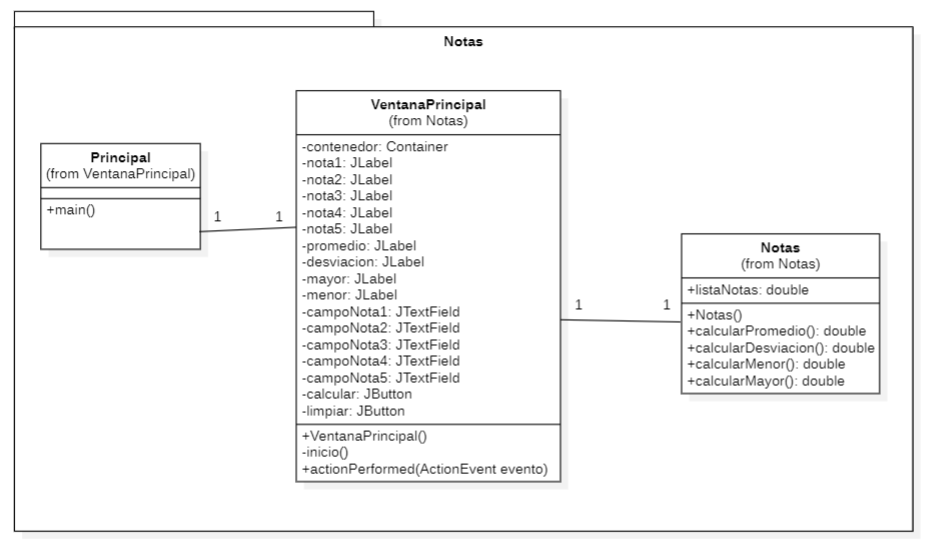 Notas
Principal
(from VentanaPrincipal)
+main()
1
1
VentanaPrincipal
(from Notas)
-contenedor: Container
-nota1: JLabel
-nota2: JLabel
-nota3: JLabel
-nota4: JLabel
-nota5: JLabel
-promedio: JLabel
-desviacion: JLabel
-mayor: JLabel
-menor: JLabel
-campoNota1: JTextField
-campoNota2: JTextField
-campoNota3: JTextField
-campoNota4: JTextField
-campoNota5: JTextField
-calcular: JButton
-limpiar: JButton
+VentanaPrincipal()
-inicio()
+actionPerformed(ActionEvent evento)
1
1
Notas
(from Notas)
+listaNotas: double
+Notas()
+calcularPromedio(): double
+calcularDesviacion(): double
+calcularMenor(): double
+calcularMayor(): double